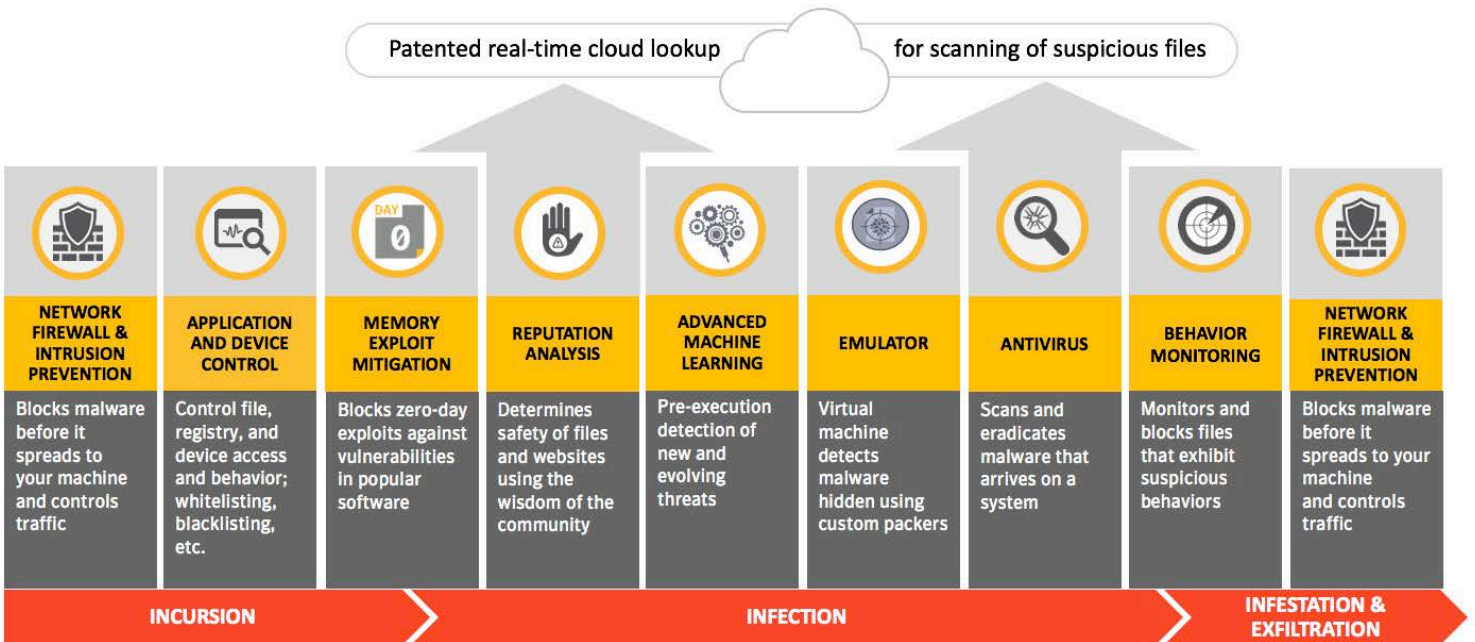 Patented real-time cloud lookup
for scanning of suspicious files
DAY
0
NETWORK
FIREWALL &
INTRUSION
PREVENTION
Blocks malware
before it
spreads to
your machine
and controls
traffic
APPLICATION
AND DEVICE
CONTROL
Control file,
registry, and
device access
and behavior;
whitelisting,
blacklisting,
etc.
MEMORY
EXPLOIT
MITIGATION
Blocks zero-day
exploits against
vulnerabilities
in popular
software
REPUTATION
ANALYSIS
Determines
safety of files
and websites
using the
wisdom of the
community
ADVANCED
MACHINE
LEARNING
Pre-execution
detection of
new and
evolving
threats
EMULATOR
Virtual
machine
detects
malware
hidden using
custom packers
ANTIVIRUS
Scans and
eradicates
malware that
arrives on a
system
BEHAVIOR
MONITORING
Monitors and
blocks files
that exhibit
suspicious
behaviors
NETWORK
FIREWALL &
INTRUSION
PREVENTION
Blocks malware
before it
spreads to your
machine
and controls
traffic
INCURSION
INFECTION
INFESTATION &
EXFILTRATION